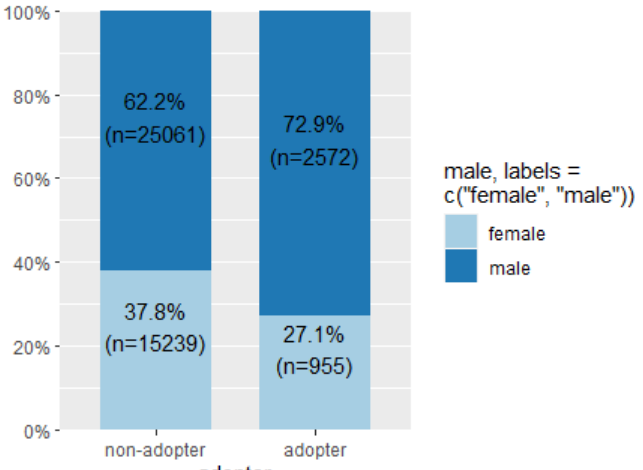 100%
80%
60%
40%
20%
0%
62.2%
(n=25061)
72.9%
(n=2572)
37.8%
(n=15239)
27.1%
(n=955)
non-adopter
adopter
adopter
male, labels =
c("female", "male"))
female
male